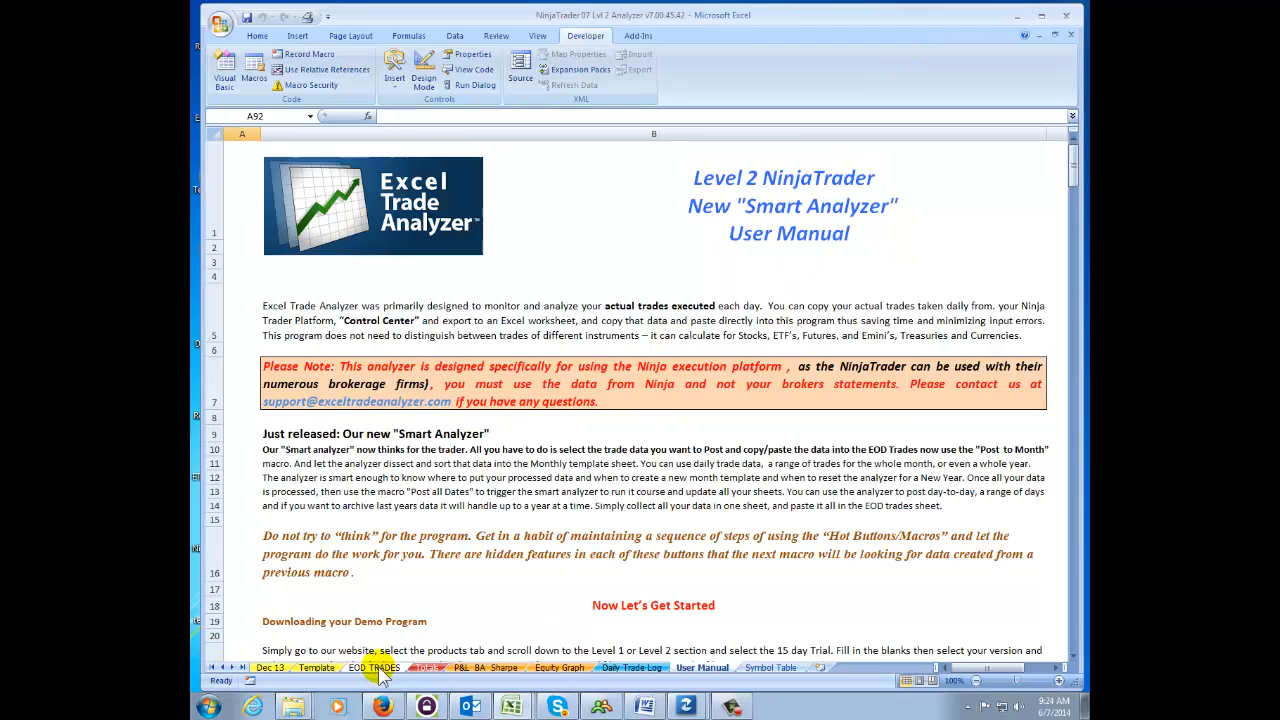 NinjaTrader 07 Lvl 2 Analyzer v7.00.45.42 - Microsoft Excel
Home Insert Page Layout Formulas Data Review View Developer Add-Ins
Visual Basic
Macros
Record Macro
Use Relative References
Macro Security
Code
Insert
Design Mode
Properties
View Code
Run Dialog
Controls
Source
Map Properties
Expansion Packs
Refresh Data
Import
Export
XML
A92
fx
A B
Excel
Trade
Analyzer™
Level 2 NinjaTrader
New "Smart Analyzer"
User Manual
1
2
3
4
Excel Trade Analyzer was primarily designed to monitor and analyze your actual trades executed each day. You can copy your actual trades taken daily from. your Ninja
Trader Platform, “Control Center” and export to an Excel worksheet, and copy that data and paste directly into this program thus saving time and minimizing input errors.
5 This program does not need to distinguish between trades of different instruments – it can calculate for Stocks, ETF's, Futures, and Emini's, Treasuries and Currencies.
6
Please Note: This analyzer is designed specifically for using the Ninja execution platform , as the NinjaTrader can be used with their
numerous brokerage firms), you must use the data from Ninja and not your brokers statements. Please contact us at
7 support@exceltradeanalyzer.com if you have any questions.
8
9 Just released: Our new "Smart Analyzer"
10 Our "Smart analyzer" now thinks for the trader. All you have to do is select the trade data you want to Post and copy/paste the data into the EOD Trades now use the "Post to Month"
11 macro. And let the analyzer dissect and sort that data into the Monthly template sheet. You can use daily trade data, a range of trades for the whole month, or even a whole year.
12 The analyzer is smart enough to know where to put your processed data and when to create a new month template and when to reset the analyzer for a New Year. Once all your data
13 is processed, then use the macro "Post all Dates" to trigger the smart analyzer to run it course and update all your sheets. You can use the analyzer to post day-to-day, a range of days
14 and if you want to archive last years data it will handle up to a year at a time. Simply collect all your data in one sheet, and paste it all in the EOD trades sheet.
15
Do not try to “think” for the program. Get in a habit of maintaining a sequence of steps of using the “Hot Buttons/Macros” and let the
program do the work for you. There are hidden features in each of these buttons that the next macro will be looking for data created from a
16 previous macro.
17
18 Now Let's Get Started
19 Downloading your Demo Program
20
Simply go to our website, select the products tab and scroll down to the Level 1 or Level 2 section and select the 15 day Trial. Fill in the blanks then select your version and
Dec 13 Template EOD TRADES Totals P&L BA Sharpe Equity Graph Daily Trade Log User Manual Symbol Table
Ready 100%
9:24 AM
6/7/2014